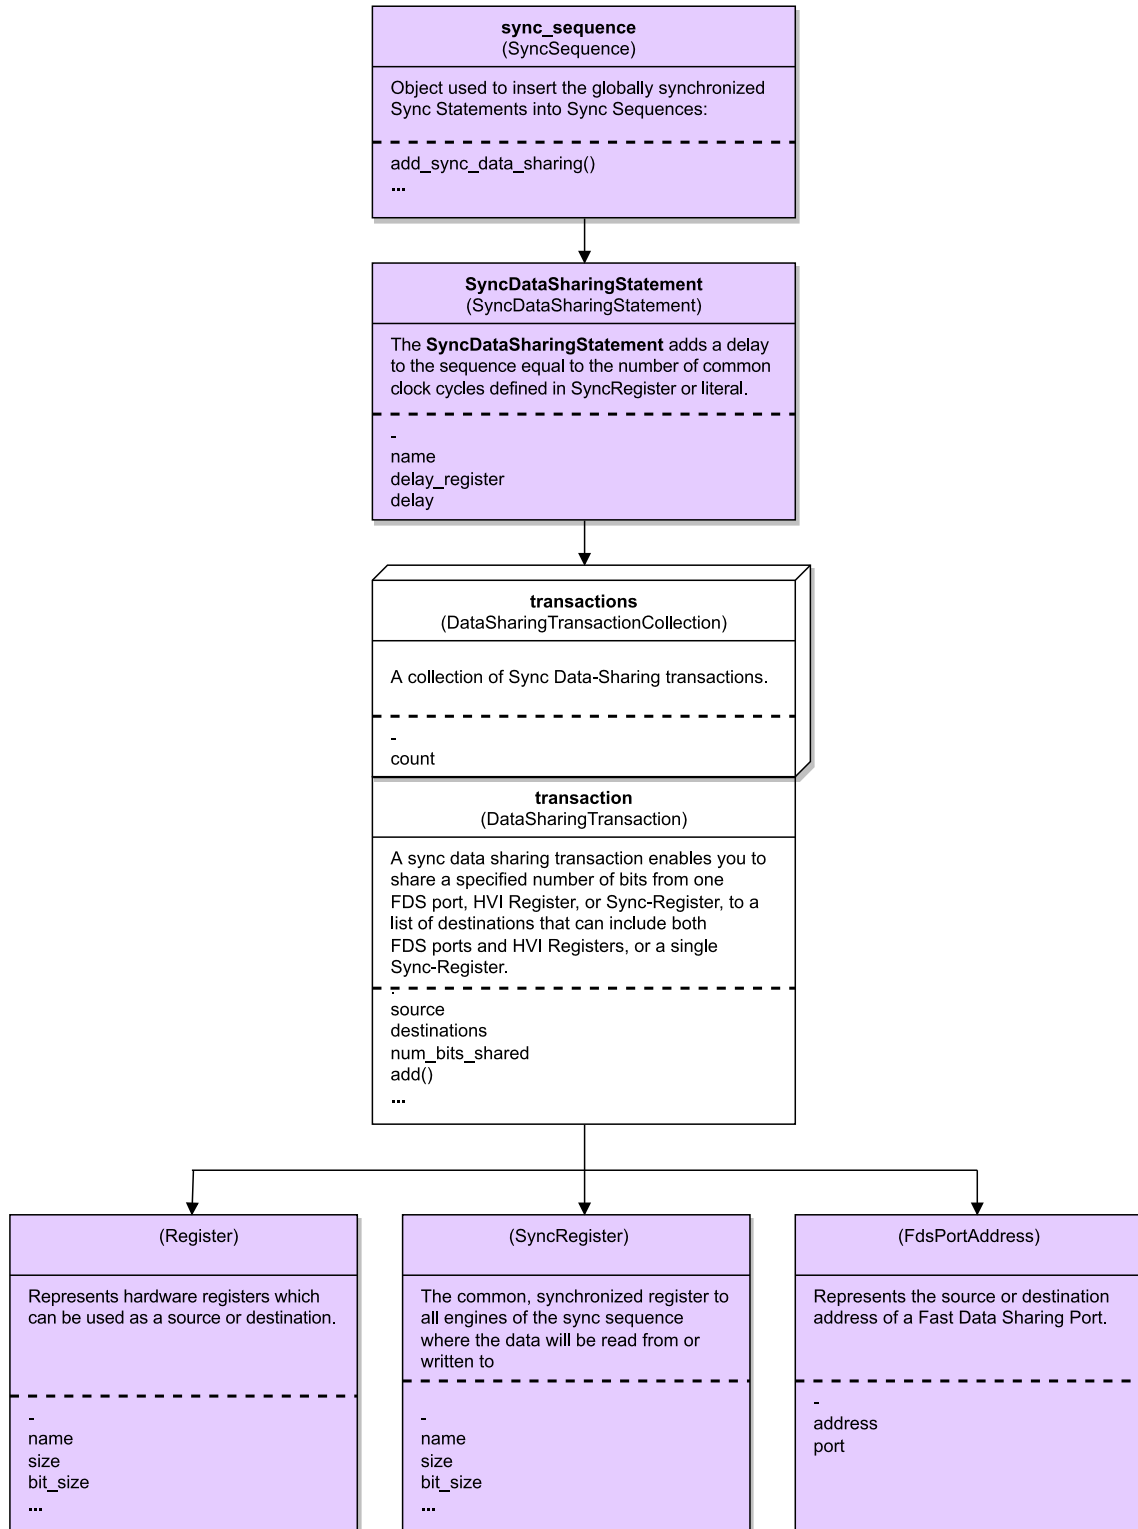 sync_sequence
(SyncSequence)
Object used to insert the globally synchronized
Sync Statements into Sync Sequences:
add_sync_data_sharing()
...
SyncDataSharingStatement
(SyncDataSharingStatement)
The SyncDataSharingStatement adds a delay
to the sequence equal to the number of common
clock cycles defined in SyncRegister or literal.
-
name
delay_register
delay
transactions
(DataSharingTransactionCollection)
A collection of Sync Data-Sharing transactions.
-
count
transaction
(DataSharingTransaction)
A sync data sharing transaction enables you to
share a specified number of bits from one
FDS port, HVI Register, or Sync-Register, to a
list of destinations that can include both
FDS ports and HVI Registers, or a single
Sync-Register.
.
source
destinations
num_bits_shared
add()
...
(Register)
Represents hardware registers which
can be used as a source or destination.
-
name
size
bit_size
...
(SyncRegister)
The common, synchronized register to
all engines of the sync sequence
where the data will be read from or
written to
-
name
size
bit_size
...
(FdsPortAddress)
Represents the source or destination
address of a Fast Data Sharing Port.
-
address
port